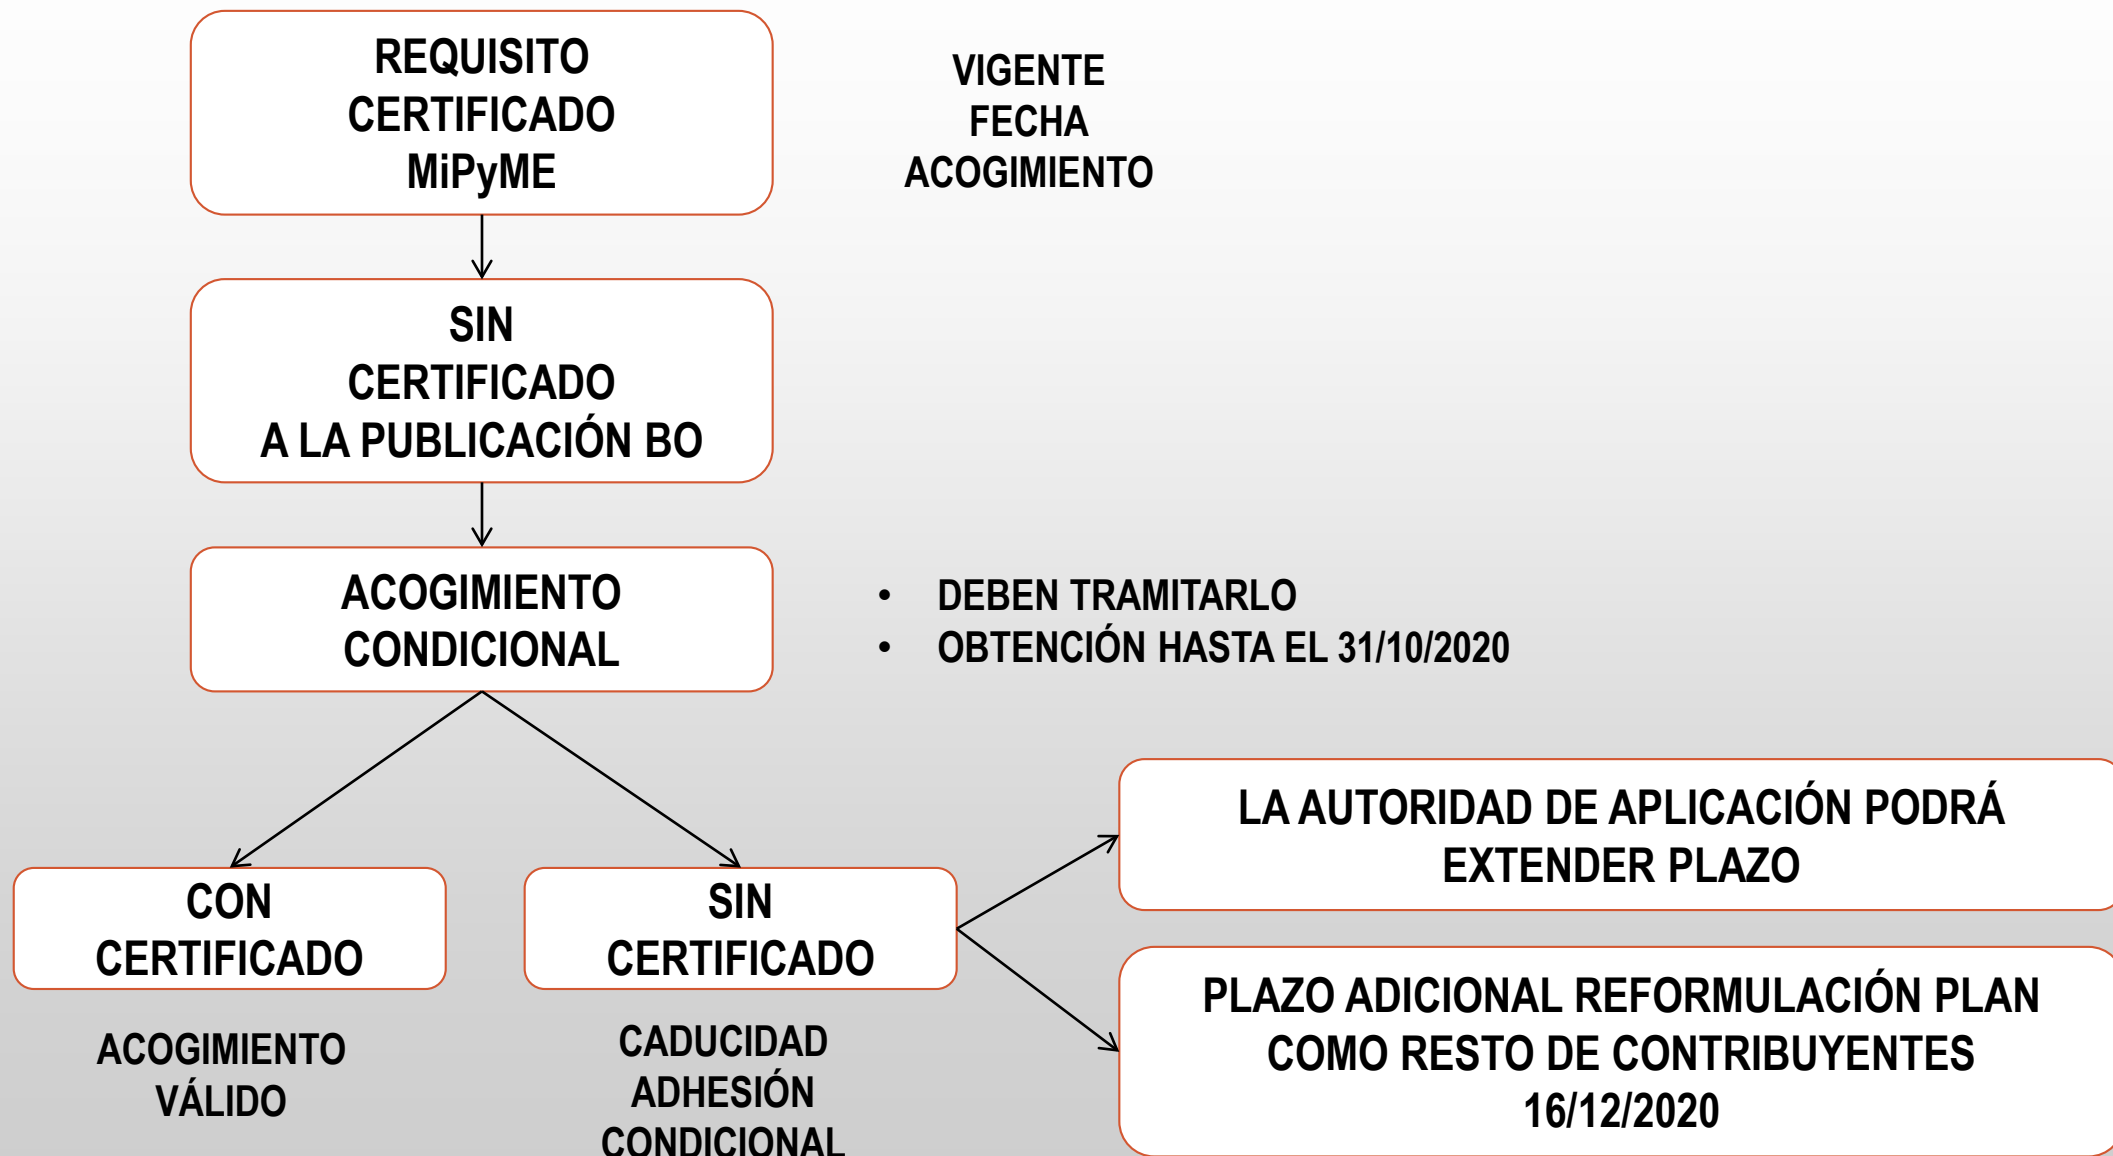 REQUISITO
CERTIFICADO
MiPyME
VIGENTE
FECHA
ACOGIMIENTO
SIN
CERTIFICADO
A LA PUBLICACIÓN BO
ACOGIMIENTO
CONDICIONAL
• DEBEN TRAMITARLO
• OBTENCIÓN HASTA EL 31/10/2020
CON
CERTIFICADO
ACOGIMIENTO
VÁLIDO
SIN
CERTIFICADO
CADUCIDAD
ADHESIÓN
CONDICIONAL
LA AUTORIDAD DE APLICACIÓN PODRÁ
EXTENDER PLAZO
PLAZO ADICIONAL REFORMULACIÓN PLAN
COMO RESTO DE CONTRIBUYENTES
16/12/2020